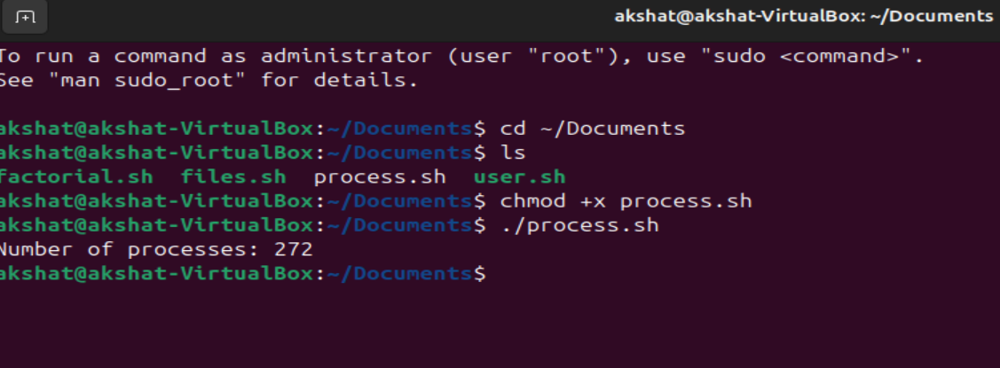 akshat@akshat-VirtualBox: ~/Documents
To run a command as administrator (user "root"), use "sudo <command>".
See "man sudo_root" for details.
akshat@akshat-VirtualBox:~/Documents$ cd ~/Documents
akshat@akshat-VirtualBox:~/Documents$ ls
factorial.sh files.sh process.sh user.sh
akshat@akshat-VirtualBox:~/Documents$ chmod +x process.sh
akshat@akshat-VirtualBox:~/Documents$ ./process.sh
Number of processes: 272
akshat@akshat-VirtualBox:~/Documents$